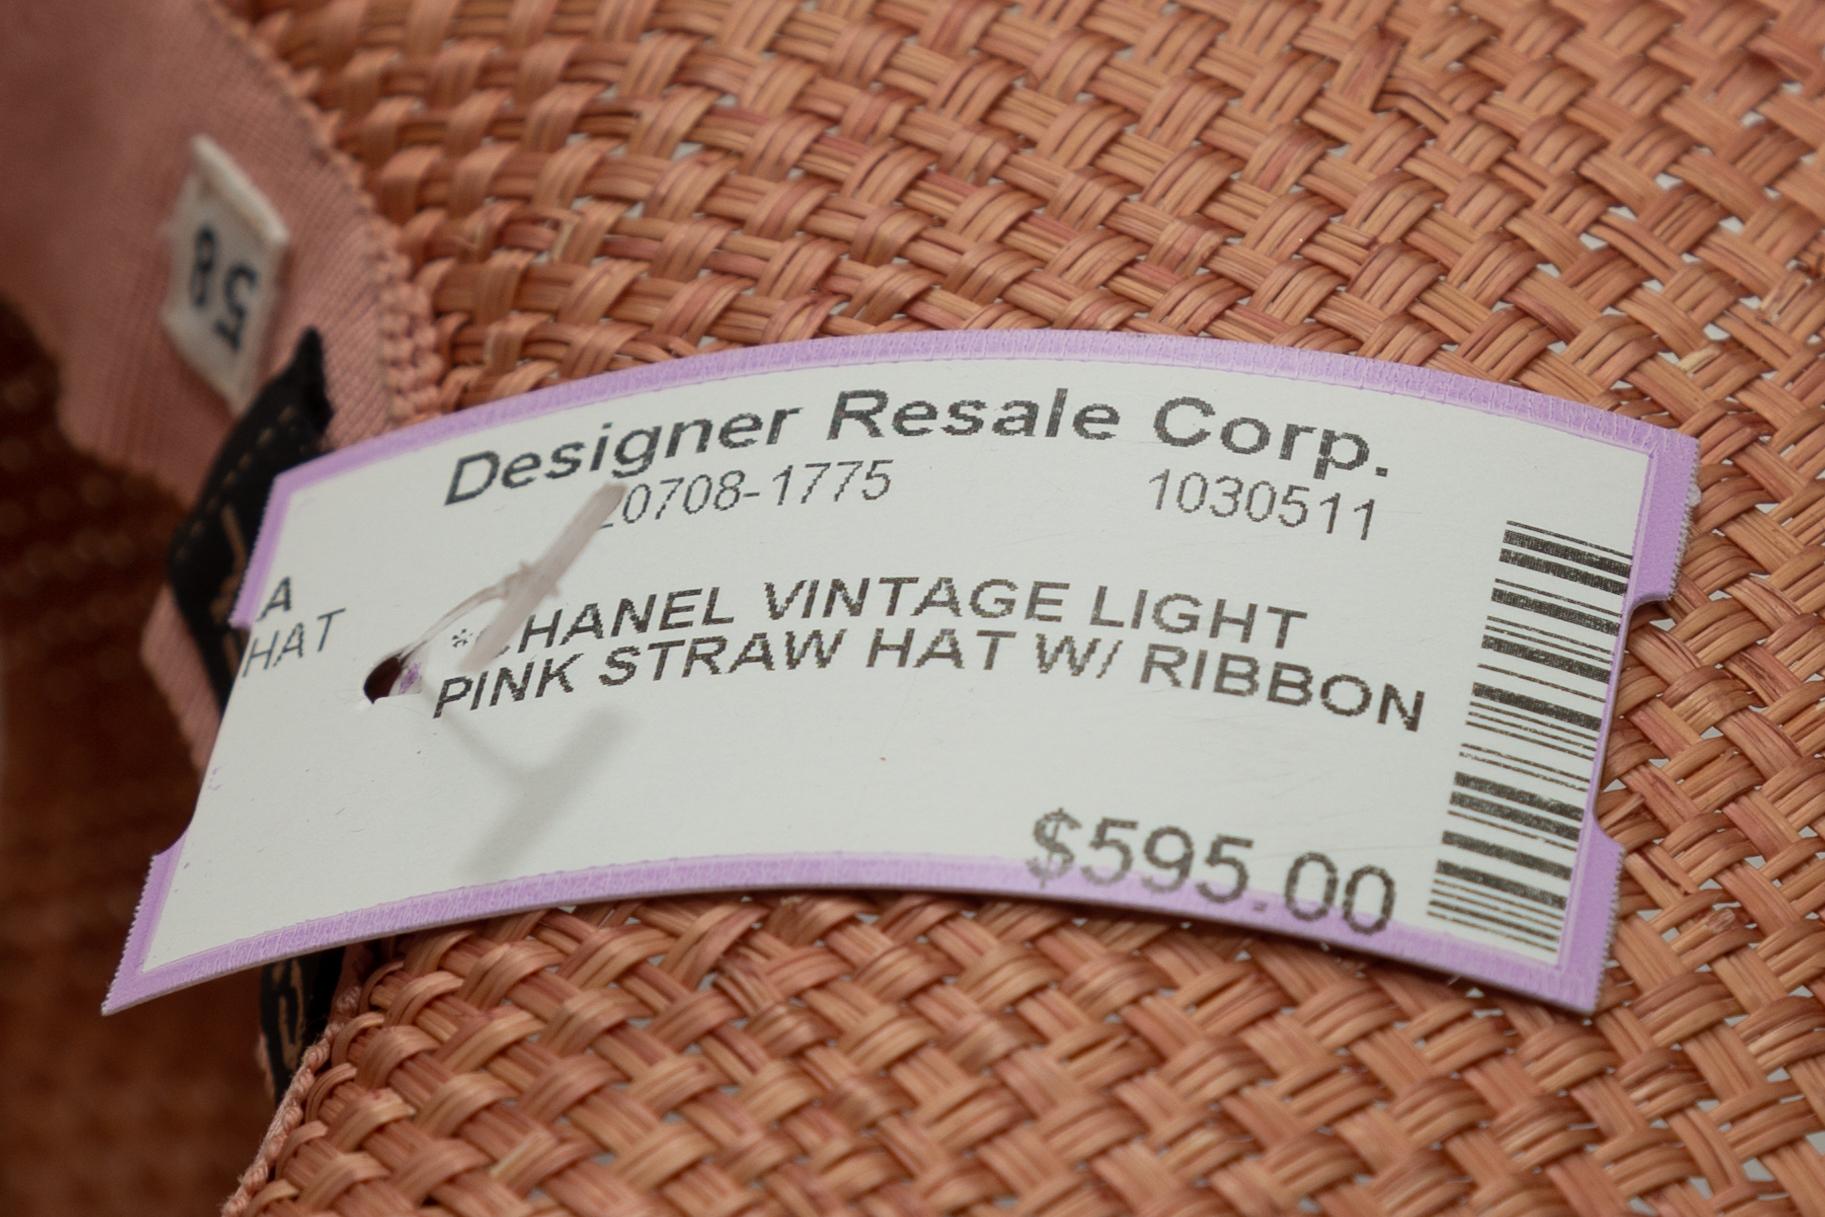 Designer Resale Corp.
20708-1775 1030511
A
HAT
*CHANEL VINTAGE LIGHT
PINK STRAW HAT W/ RIBBON
$595.00
58